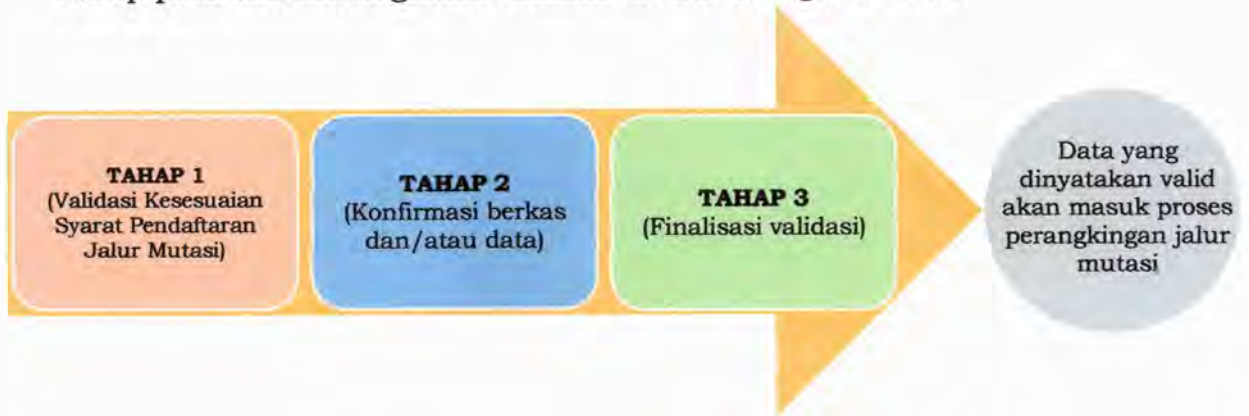 TAHAP 1
(Validasi Kesesuaian
Syarat Pendaftaran
Jalur Mutasi)
TAHAP 2
(Konfirmasi berkas
dan/atau data)
TAHAP 3
(Finalisasi validasi)
Data yang
dinyatakan valid
akan masuk proses
perangkingan jalur
mutasi